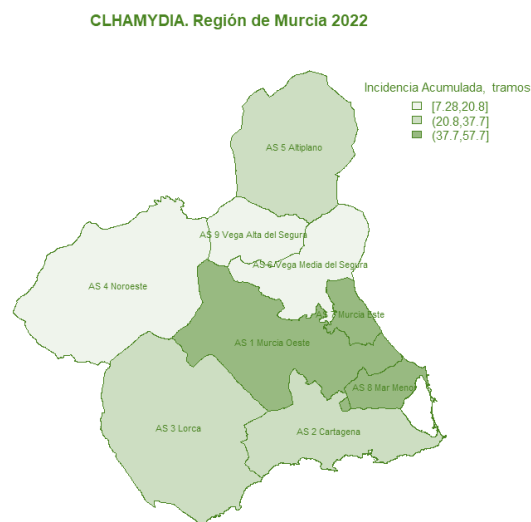 CLHAMYDIA. Región de Murcia 2022
Incidencia Acumulada, tramos
[7.28,20.8]
(20.8,37.7]
(37.7,57.7]
AS 5 Altiplano
AS 9 Vega Alta del Segura
AS 6 Vega Media del Segura
AS 4 Noroeste
AS 7 Murcia Este
AS 1 Murcia Oeste
AS 8 Mar Menor
AS 3 Lorca
AS 2 Cartagena